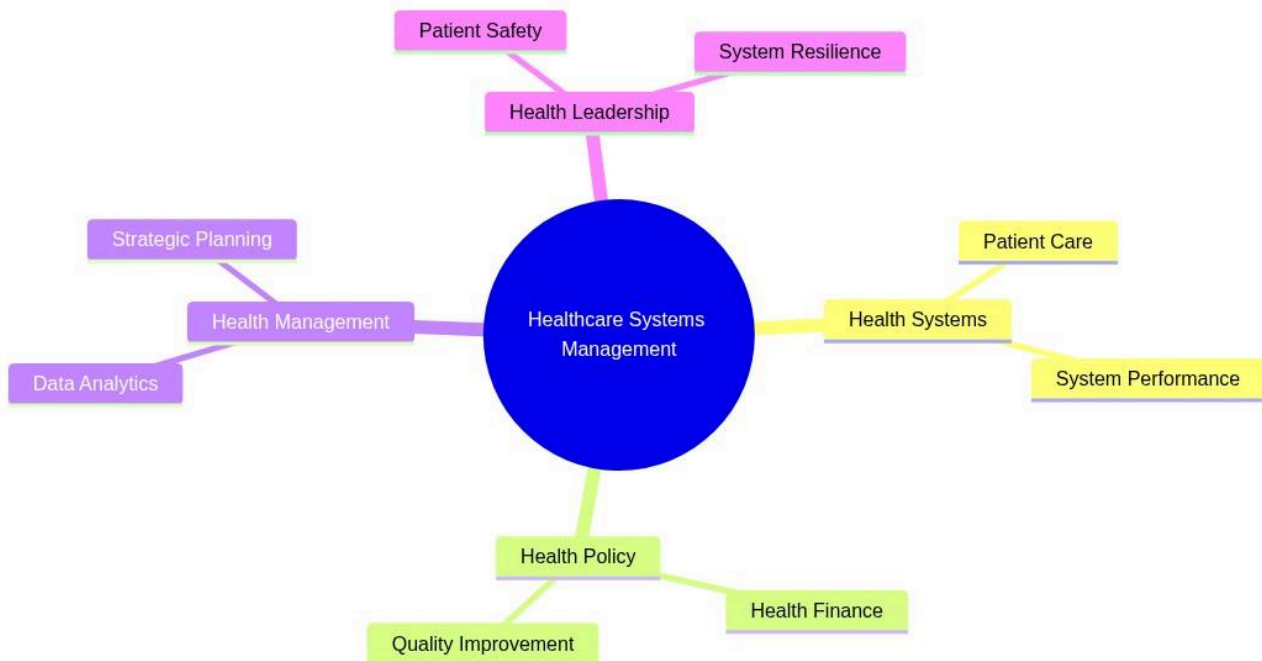 Patient Safety
System Resilience
Health Leadership
Strategic Planning
Patient Care
Health Management
Healthcare Systems
Management
Health Systems
Data Analytics
System Performance
Health Policy
Health Finance
Quality Improvement